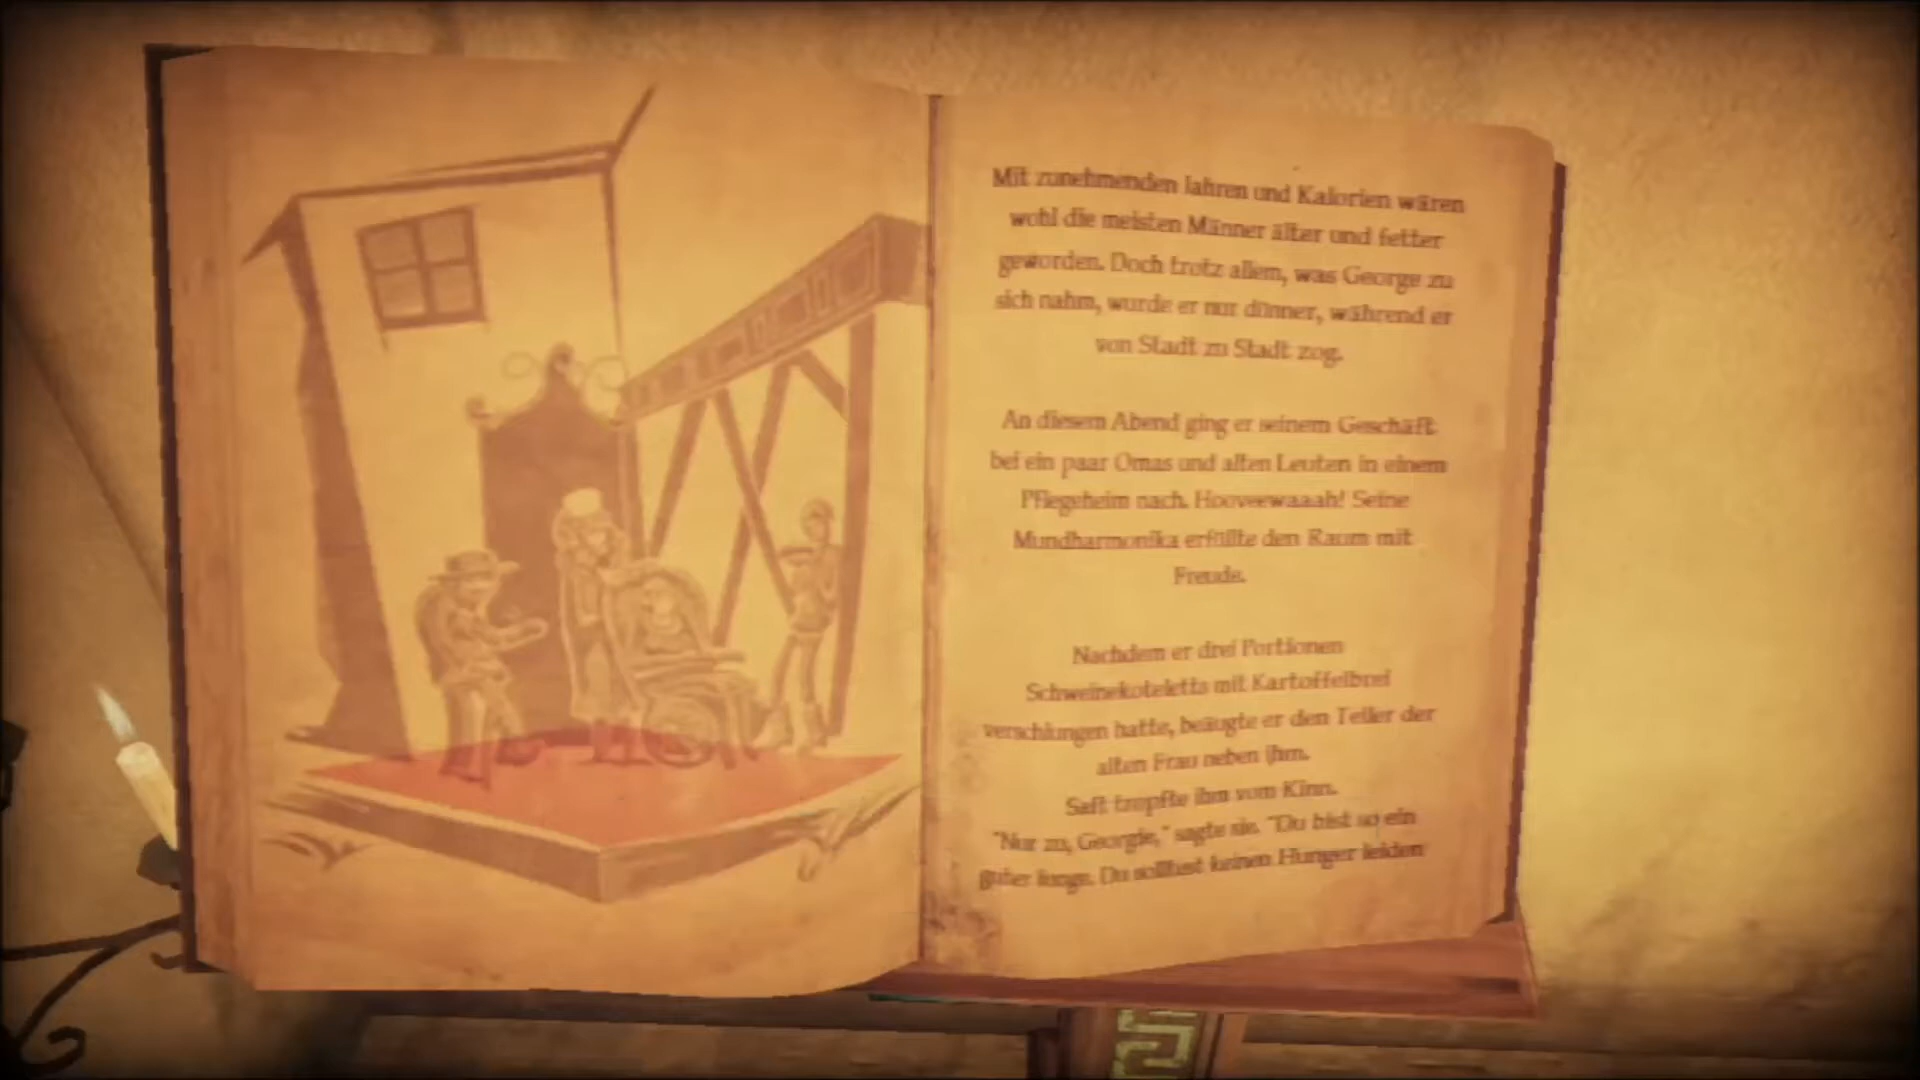 Mit zunehmenden Jahren und Kalorien wären
wohl die meisten Männer älter und fetter
geworden. Doch trotz allem, was George zu
sich nahm, wurde er nur dünner, während er
von Stadt zu Stadt zog.
An diesem Abend ging er seinem Geschäft
bei ein paar Omas und alten Leuten in einem
Pflegeheim nach. Hooveewaaah! Seine
Mundharmonika erfüllte den Raum mit
Freude.
Nachdem er drei Portionen
Schweinekoteletts mit Kartoffelbrei
verschlungen hatte, beäugte er den Teller der
alten Frau neben ihm.
Saft tropfte ihm vom Kinn.
"Nur zu, Georgie," sagte sie. "Du bist so ein
guter Junge. Du solltest keinen Hunger leiden